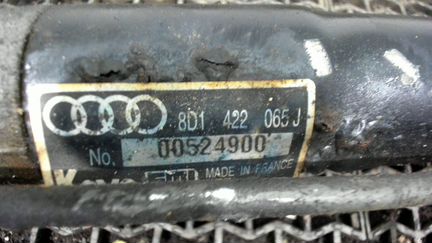 8D1 422 065 J
No. 00524900
MADE IN FRANCE